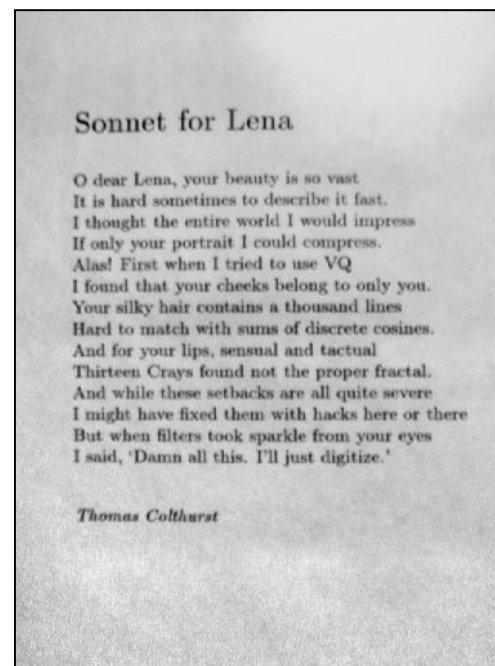 Sonnet for Lena
O dear Lena, your beauty is so vast
It is hard sometimes to describe it fast.
I thought the entire world I would impress
If only your portrait I could compress.
Alas! First when I tried to use VQ
I found that your cheeks belong to only you.
Your silky hair contains a thousand lines
Hard to match with sums of discrete cosines.
And for your lips, sensual and tactual
Thirteen Crays found not the proper fractal.
And while these setbacks are all quite severe
I might have fixed them with hacks here or there
But when filters took sparkle from your eyes
I said, ‘Damn all this. I'll just digitize.’
Thomas Colthurst